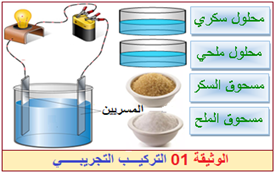 محلول سكري
محلول ملحي
مسحوق السكر
مسحوق الملح
المسريين
الوثيقة 01 التركيب التجريبي